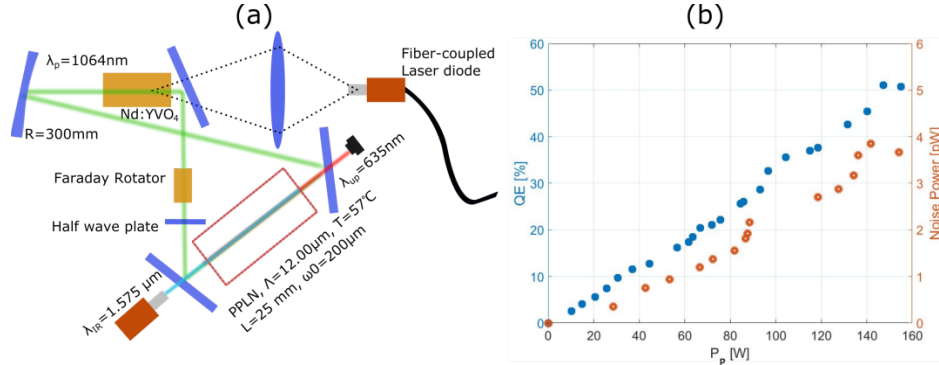 (a)
λp=1064nm
Nd:YVO4
R=300mm
Fiber-coupled
Laser diode
Faraday Rotator
Half wave plate
λup=635nm
PPLN, Λ=12.00µm, T=57℃
L=25 mm, ω0=200µm
λIR=1.575 µm
(b)
QE [%]
0
10
20
30
40
50
60
0 20 40 60 80 100 120 140 160
Pp [W]
0
1
2
3
4
5
6
Noise Power [pW]